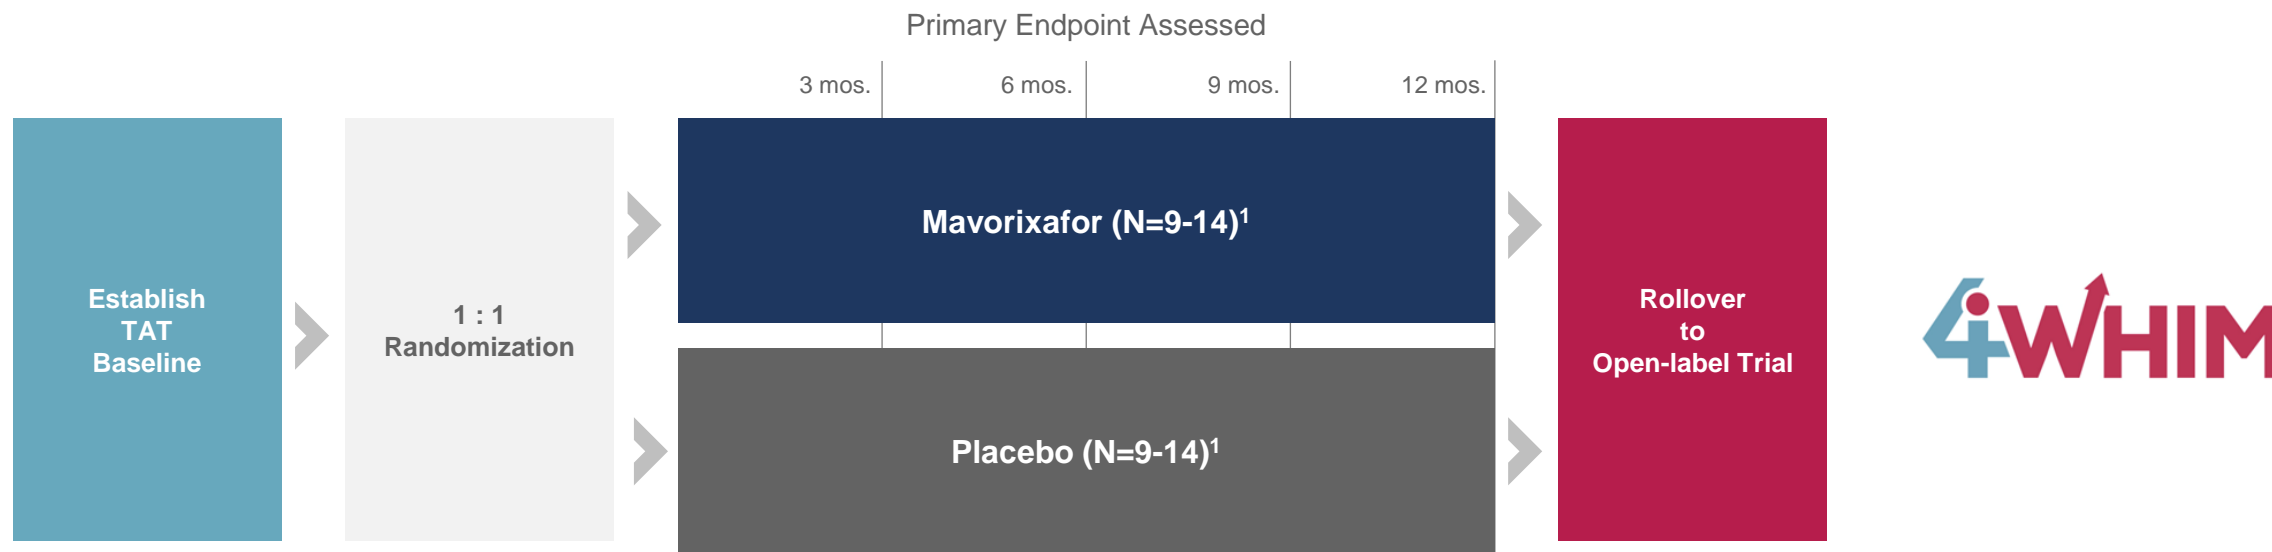 Primary Endpoint Assessed
3 mos.
6 mos.
9 mos.
12 mos.
Establish
TAT
Baseline
1 : 1
Randomization
Mavorixafor (N=9-14)¹
Placebo (N=9-14)¹
Rollover
to
Open-label Trial
4WHIM